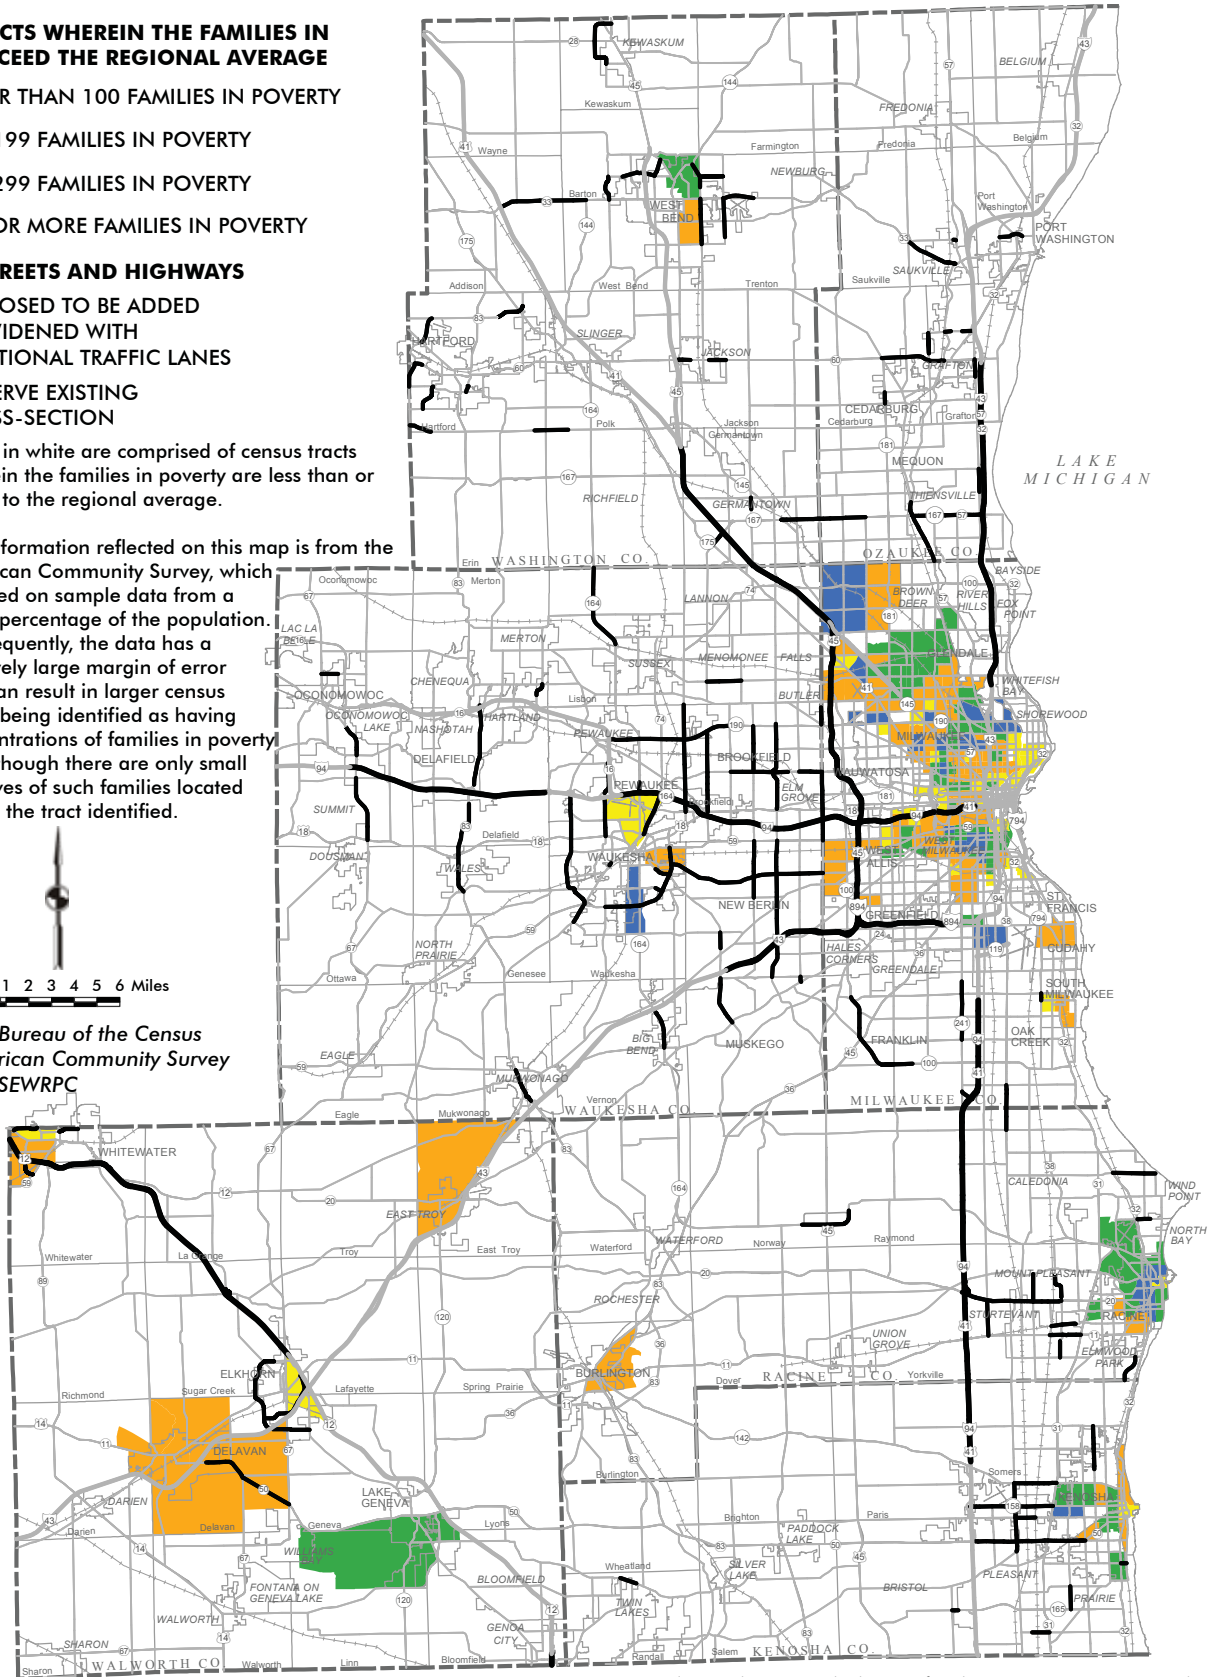 CTS WHEREIN THE FAMILIES IN
CEED THE REGIONAL AVERAGE
R THAN 100 FAMILIES IN POVERTY
199 FAMILIES IN POVERTY
299 FAMILIES IN POVERTY
OR MORE FAMILIES IN POVERTY
REETS AND HIGHWAYS
OSED TO BE ADDED
VIDENED WITH
TIONAL TRAFFIC LANES
ERVE EXISTING
SS-SECTION
in white are comprised of census tracts
ein the families in poverty are less than or
to the regional average.
nformation reflected on this map is from the
ican Community Survey, which
ed on sample data from a
percentage of the population.
equently, the data has a
vely large margin of error
an result in larger census
being identified as having
ntrations of families in poverty
though there are only small
ves of such families located
the tract identified.
1 2 3 4 5 6 Miles
Bureau of the Census
rican Community Survey
SEWRPC
KEWASKUM
Kewaskum
BELGIUM
FREDONIA
Fredonia
Belgium
Wayne
Farmington
NEWBURG
Barton
WEST
BEND
Port
Washington
PORT
WASHINGTON
SAUKVILLE
Addison
West Bend
Trenton
Saukville
SLINGER
HARTFORD
JACKSON
GRAFTON
CEDARBURG
Cedarburg
Grafton
Hartford
Polk
Jackson
Germantown
MEQUON
LAKE
MICHIGAN
RICHFIELD
GERMANTOWN
THIENSVILLE
Erin
WASHINGTON CO.
OZAUKEE CO.
Oconomowoc
Merton
LANNON
BAYSIDE
BROWN
DEER
RIVER
HILLS
FOX
POINT
LAC LA
BELLE
MERTON
SUSSEX
MENOMONEE FALLS
GLENDALE
CHENEQUA
OCONOMOWOC
Lisbon
BUTLER
WHITEFISH
BAY
OCONOMOWOC
LAKE
NASHOTAH
HARTLAND
PEWAUKEE
SHOREWOOD
MILWAUKEE
DELAFIELD
BROOKFIELD
WAUWATOSA
ELM
GROVE
SUMMIT
PEWAUKEE
Brookfield
Delafield
DOUSMAN
WALES
WAUKESHA
WEST
ALLIS
WEST
MILWAUKEE
NEW BERLIN
GREENFIELD
ST.
FRANCIS
NORTH
PRAIRIE
HALES
CORNERS
CUDAHY
GREENDALE
Ottawa
Genesee
Waukesha
SOUTH
MILWAUKEE
EAGLE
BIG
BEND
MUSKEGO
FRANKLIN
OAK
CREEK
MUKWONAGO
Vernon
Eagle
Mukwonago
WAUKESHA CO.
MILWAUKEE CO.
WHITEWATER
CALEDONIA
WIND
POINT
EAST TROY
NORTH
BAY
Whitewater
La Grange
Troy
East Troy
Waterford
WATERFORD
Norway
Raymond
MOUNT PLEASANT
ROCHESTER
STURTEVANT
RACINE
UNION
GROVE
ELMWOOD
PARK
ELKHORN
BURLINGTON
Dover
RACINE CO.
Yorkville
Richmond
Sugar Creek
Lafayette
Spring Prairie
DELAVAN
Burlington
Somers
DARIEN
LAKE
GENEVA
KENOSHA
Darien
Delavan
Geneva
Lyons
Brighton
Paris
PADDOCK
LAKE
WILLIAMS
BAY
FONTANA ON
GENEVA LAKE
BLOOMFIELD
Wheatland
SILVER
LAKE
BRISTOL
PLEASANT
PRAIRIE
TWIN
LAKES
WALWORTH
GENOA
CITY
SHARON
Sharon
WALWORTH CO.
Walworth
Linn
Bloomfield
Randall
Salem
KENOSHA CO.